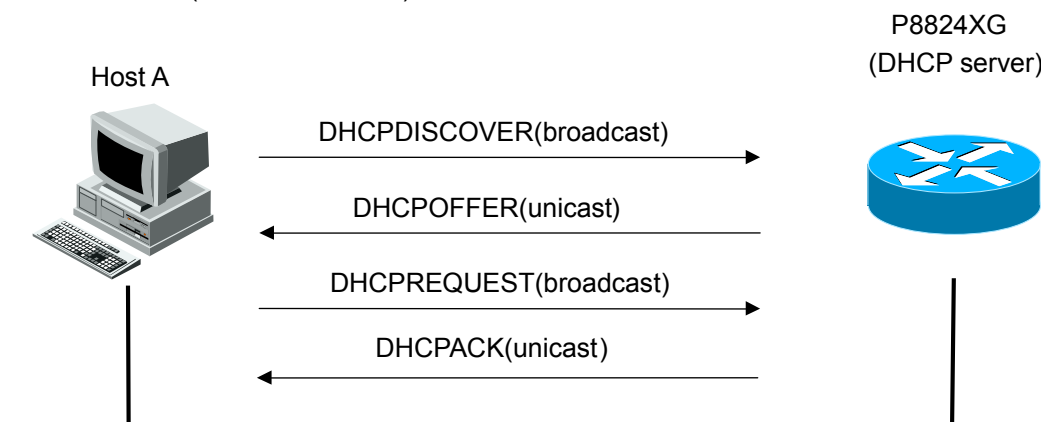 P8824XG
(DHCP server)
Host A
DHCPDISCOVER(broadcast)
DHCPOFFER(unicast)
DHCPREQUEST(broadcast)
DHCPACK(unicast)